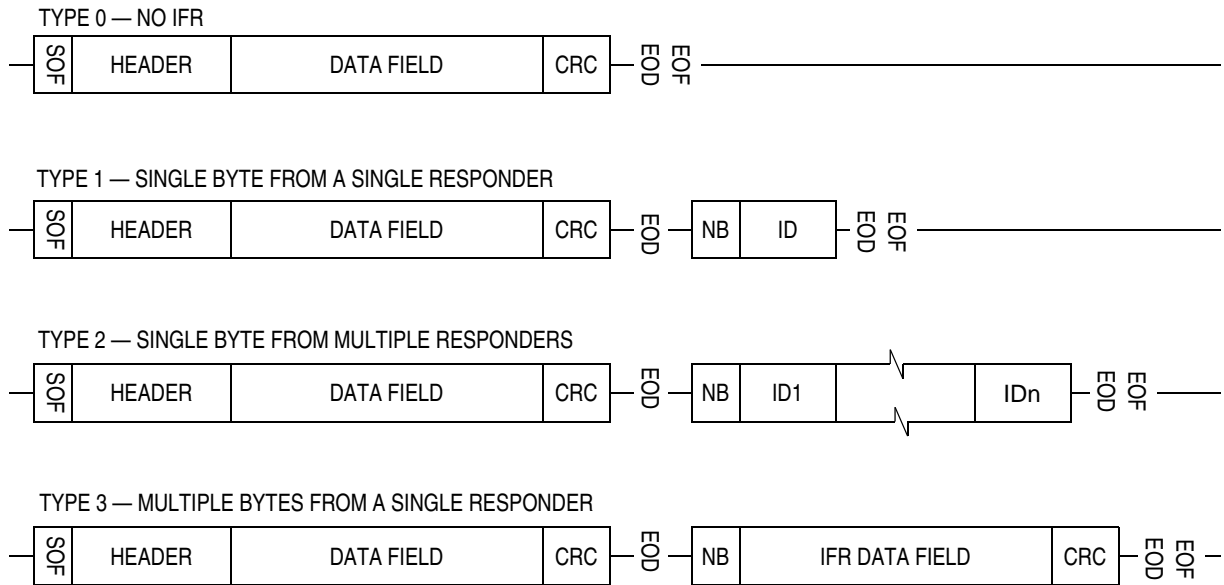 TYPE 0 — NO IFR
SOF HEADER DATA FIELD CRC EOD EOF
TYPE 1 — SINGLE BYTE FROM A SINGLE RESPONDER
SOF HEADER DATA FIELD CRC EOD NB ID EOD EOF
TYPE 2 — SINGLE BYTE FROM MULTIPLE RESPONDERS
SOF HEADER DATA FIELD CRC EOD NB ID1 IDn EOD EOF
TYPE 3 — MULTIPLE BYTES FROM A SINGLE RESPONDER
SOF HEADER DATA FIELD CRC EOD NB IFR DATA FIELD CRC EOD EOF